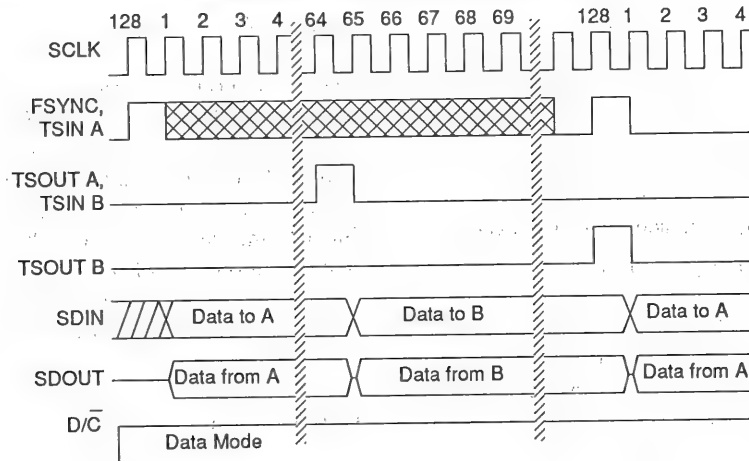 128 1 2 3 4 64 65 66 67 68 69 128 1 2 3 4
SCLK
FSYNC,
TSIN A
TSOUT A,
TSIN B
TSOUT B
SDIN Data to A Data to B Data to A
SDOUT Data from A Data from B Data from A
D/C̅
Data Mode